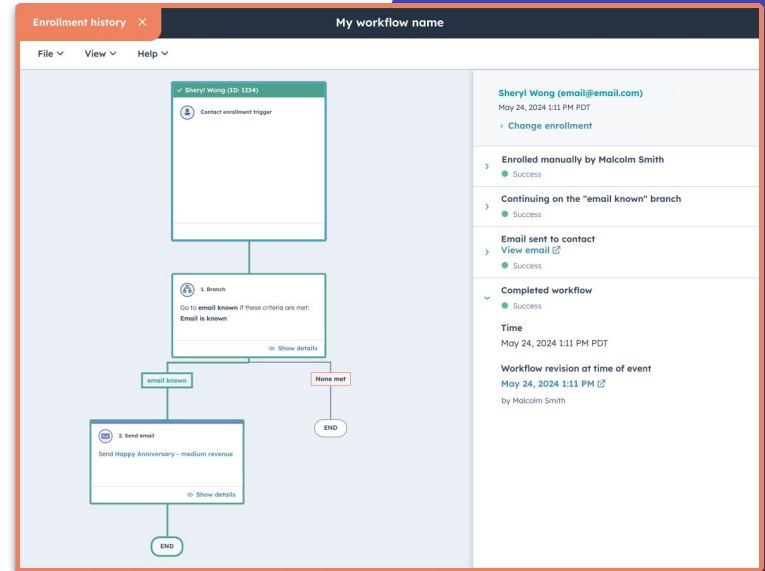 Enrollment history ×
My workflow name
File
View
Help
✓ Sheryl Wong (ID: 1234)
Contact enrollment trigger
1. Branch
Go to email known if these criteria are met:
Email is known
Show details
email known
None met
END
2. Send email
Send Happy Anniversary - medium revenue
Show details
END
Sheryl Wong (email@email.com)
May 24, 2024 1:11 PM PDT
‹ Change enrollment
Enrolled manually by Malcolm Smith
Success
Continuing on the "email known" branch
Success
Email sent to contact
View email
Success
Completed workflow
Success
Time
May 24, 2024 1:11 PM PDT
Workflow revision at time of event
May 24, 2024 1:11 PM
by Malcolm Smith